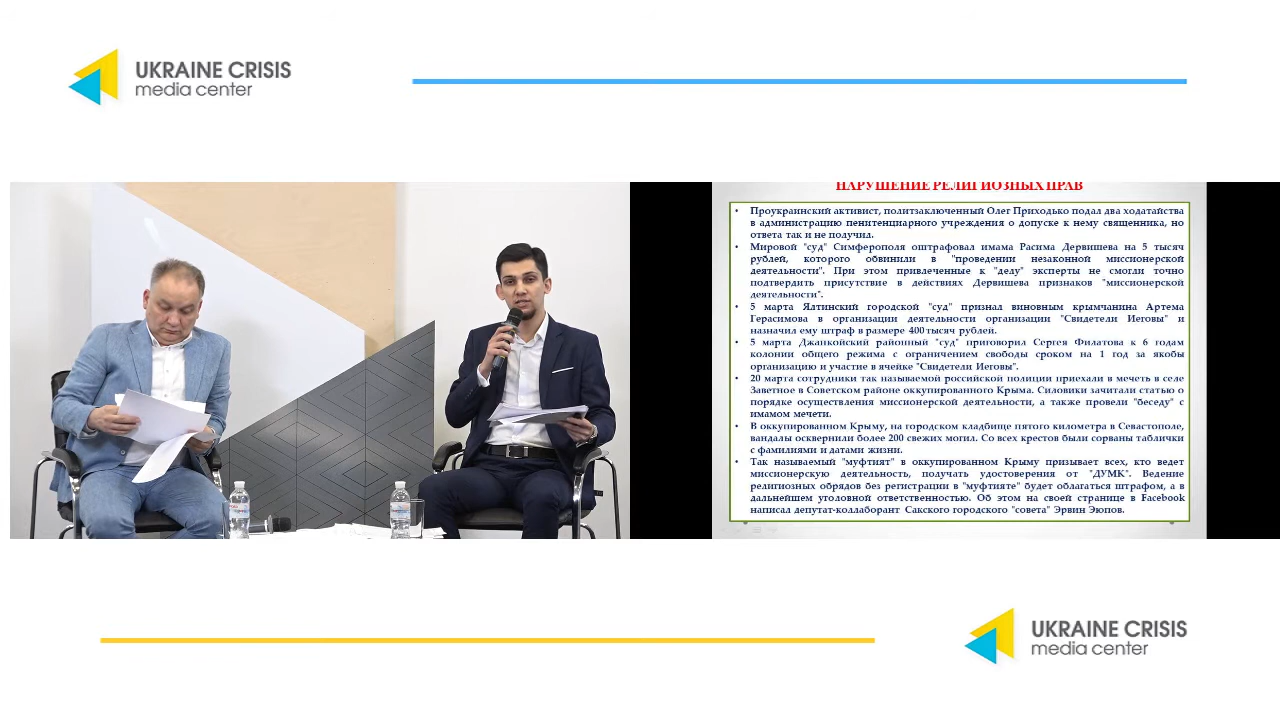 UKRAINE CRISIS
media center
НАРУШЕНИЕ РЕЛИГИОЗНЫХ ПРАВ
• Проукраинский активист, политзаключенный Олег Приходько подал два ходатайства
в администрацию пенитенциарного учреждения о допуске к нему священника, но
ответа так и не получил.
• Мировой "суд" Симферополя оштрафовал имама Расима Дервишева на 5 тысяч
рублей, которого обвинили в "проведении незаконной миссионерской
деятельности". При этом привлеченные к "делу" эксперты не смогли точно
подтвердить присутствие в действиях Дервишева признаков "миссионерской
деятельности".
• 5 марта Ялтинский городской "суд" признал виновным крымчанина Артема
Герасимова в организации деятельности организации "Свидетели Иеговы" и
назначил ему штраф в размере 400 тысяч рублей.
• 5 марта Джанкойский районный "суд" приговорил Сергея Филатова к 6 годам
колонии общего режима с ограничением свободы сроком на 1 год за якобы
организацию и участие в ячейке "Свидетели Иеговы".
• 20 марта сотрудники так называемой российской полиции приехали в мечеть в селе
Заветное в Советском районе оккупированного Крыма. Силовики зачитали статью о
порядке осуществления миссионерской деятельности, а также провели "беседу" с
имамом мечети.
• В оккупированном Крыму, на городском кладбище пятого километра в Севастополе,
вандалы осквернили более 200 свежих могил. Со всех крестов были сорваны таблички
с фамилиями и датами жизни.
• Так называемый "муфтият" в оккупированном Крыму призывает всех, кто ведет
миссионерскую деятельность, получать удостоверения от "ДУМК". Ведение
религиозных обрядов без регистрации в "муфтияте" будет облагаться штрафом, а в
дальнейшем уголовной ответственностью. Об этом на своей странице в Facebook
написал депутат-коллаборант Сакского городского "совета" Эрвин Эюпов.
UKRAINE CRISIS
media center